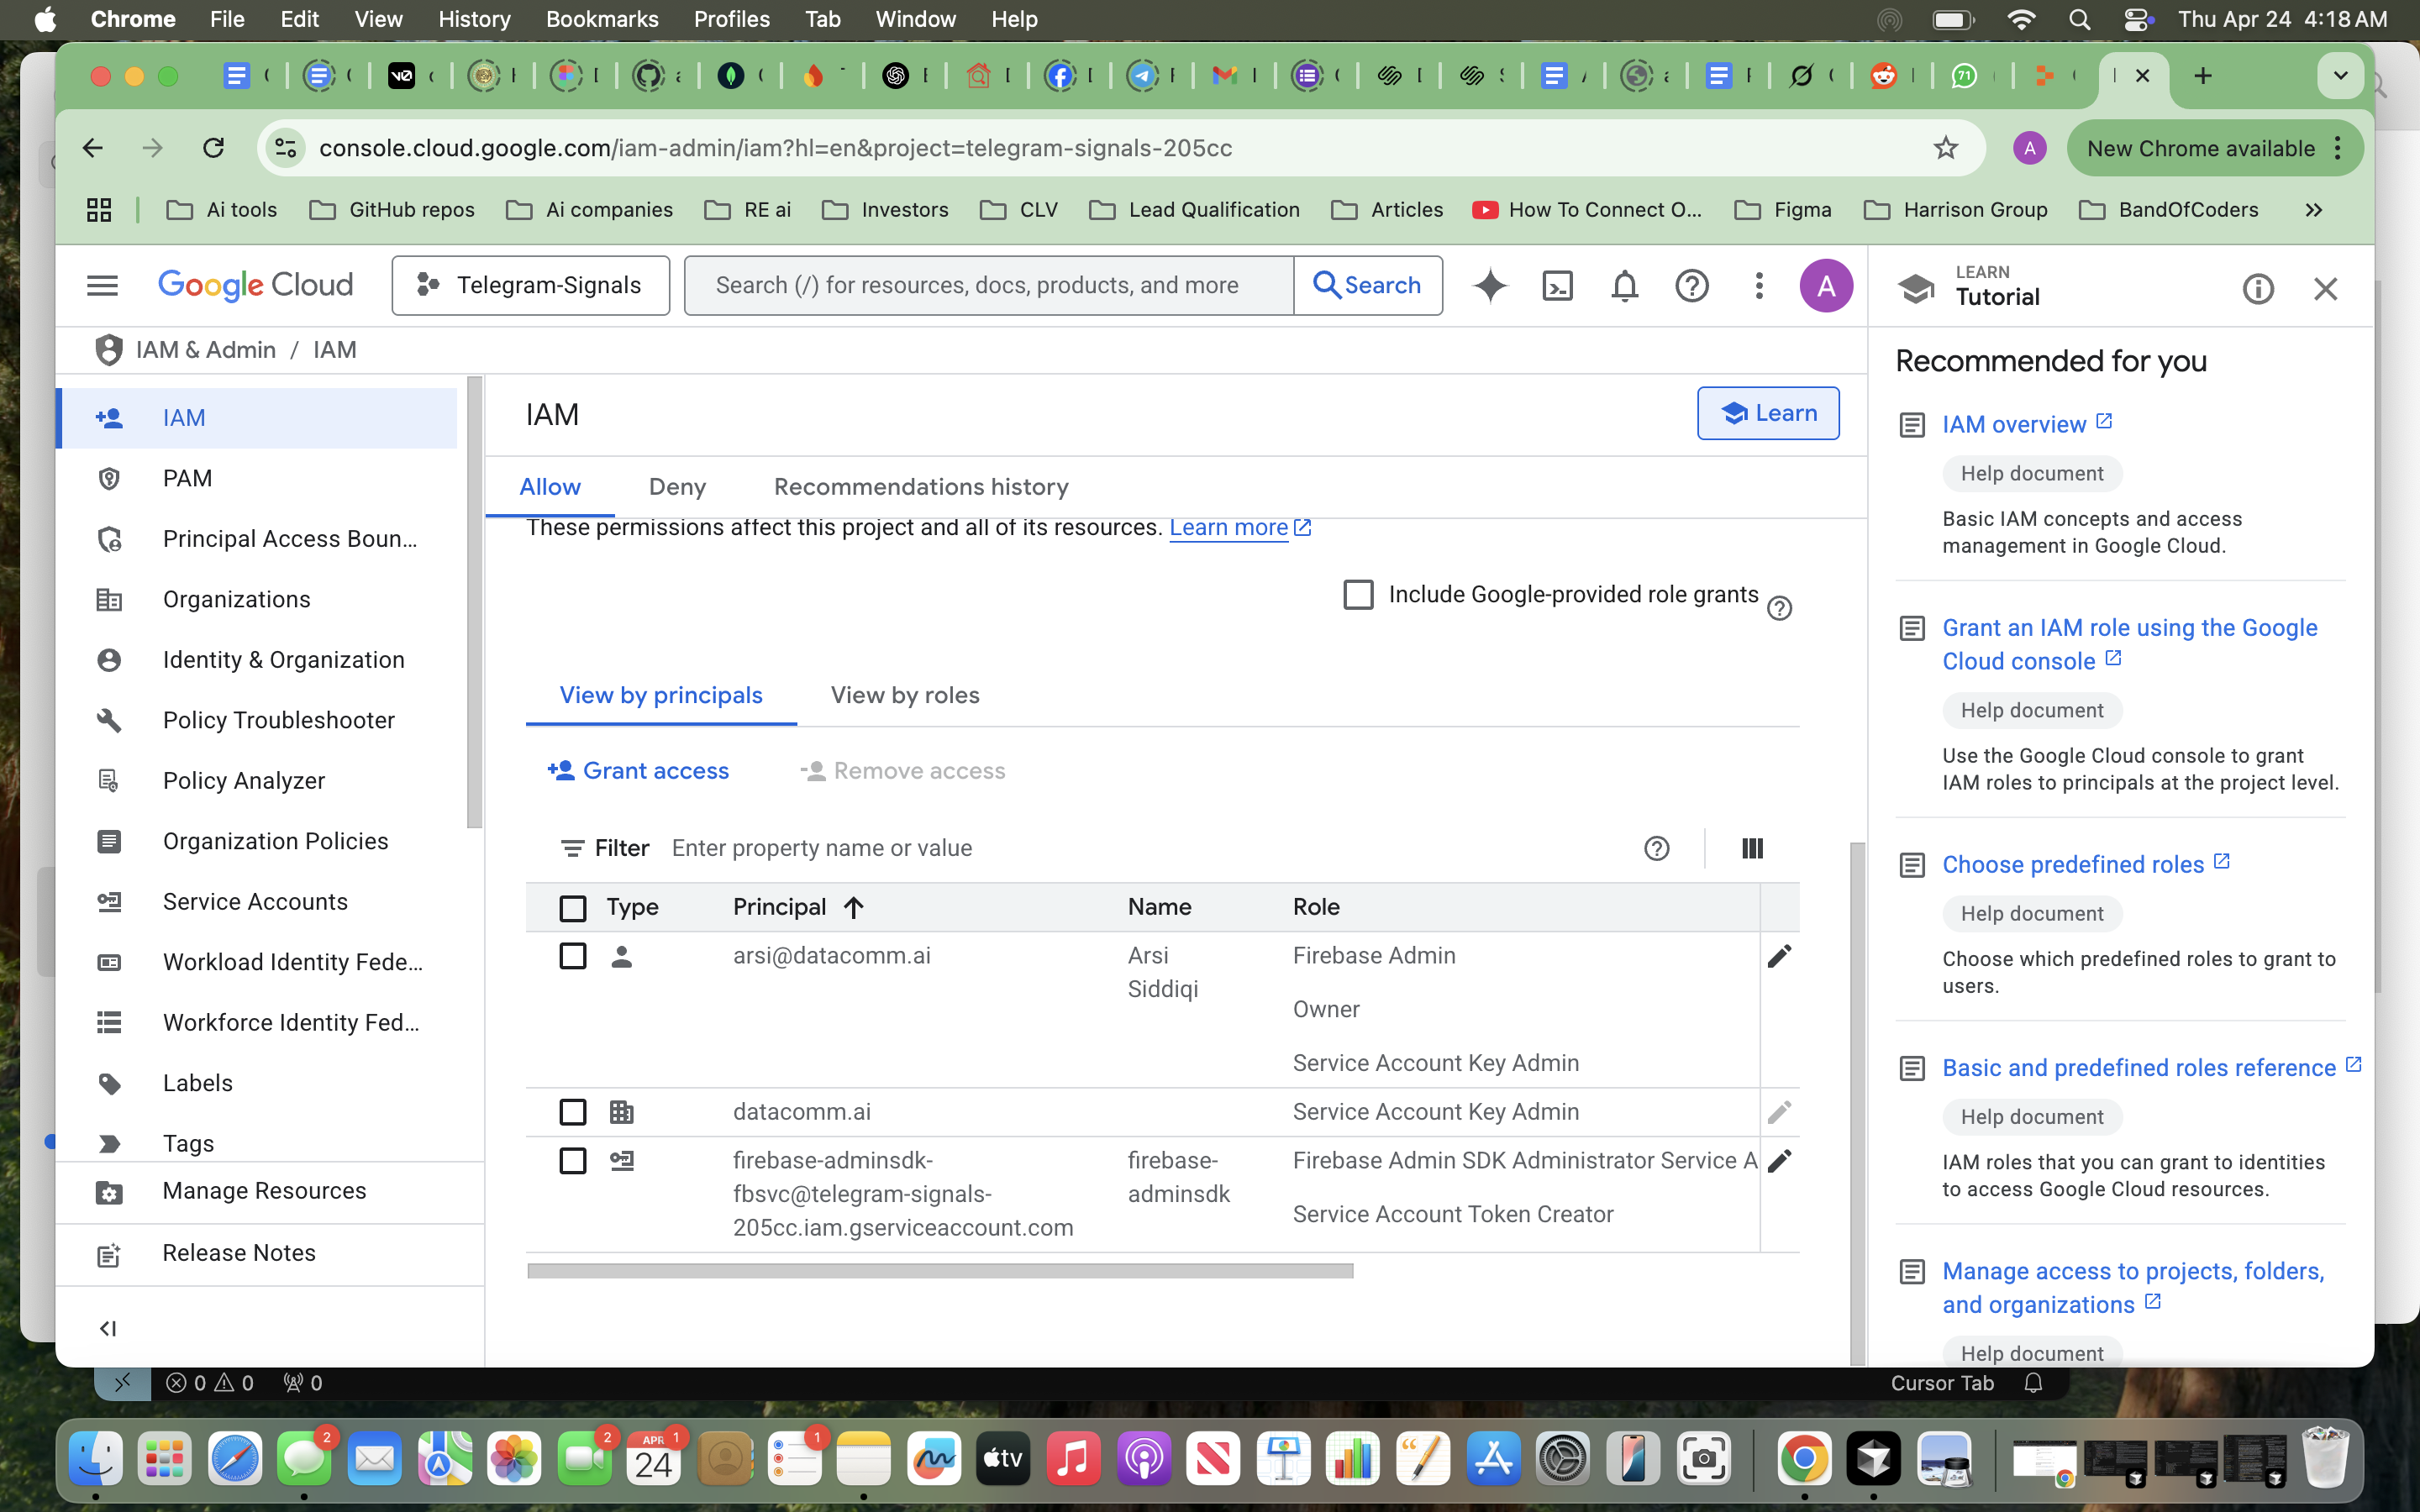 Chrome File Edit View History Bookmarks Profiles Tab Window Help Thu Apr 24 4:18 AM
71
console.cloud.google.com/iam-admin/iam?hl=en&project=telegram-signals-205cc
A
New Chrome available
Ai tools GitHub repos Ai companies RE ai Investors CLV Lead Qualification Articles How To Connect O... Figma Harrison Group BandOfCoders
Google Cloud
Telegram-Signals
Search (/) for resources, docs, products, and more
Search
A
LEARN
Tutorial
IAM & Admin / IAM
IAM
PAM
Principal Access Boun...
Organizations
Identity & Organization
Policy Troubleshooter
Policy Analyzer
Organization Policies
Service Accounts
Workload Identity Fede...
Workforce Identity Fed...
Labels
Tags
Manage Resources
Release Notes
IAM
Learn
Allow Deny Recommendations history
These permissions affect this project and all of its resources. Learn more
Include Google-provided role grants
View by principals View by roles
Grant access Remove access
Filter Enter property name or value
Type Principal Name Role
arsi@datacomm.ai Arsi Firebase Admin
Siddiqi
Owner
Service Account Key Admin
datacomm.ai Service Account Key Admin
firebase-adminsdk- firebase- Firebase Admin SDK Administrator Service A
fbsvc@telegram-signals- adminsdk
205cc.iam.gserviceaccount.com Service Account Token Creator
Recommended for you
IAM overview
Help document
Basic IAM concepts and access
management in Google Cloud.
Grant an IAM role using the Google
Cloud console
Help document
Use the Google Cloud console to grant
IAM roles to principals at the project level.
Choose predefined roles
Help document
Choose which predefined roles to grant to
users.
Basic and predefined roles reference
Help document
IAM roles that you can grant to identities
to access Google Cloud resources.
Manage access to projects, folders,
and organizations
Help document
0 0 0 Cursor Tab
2 2 1 1
APR
24
tv